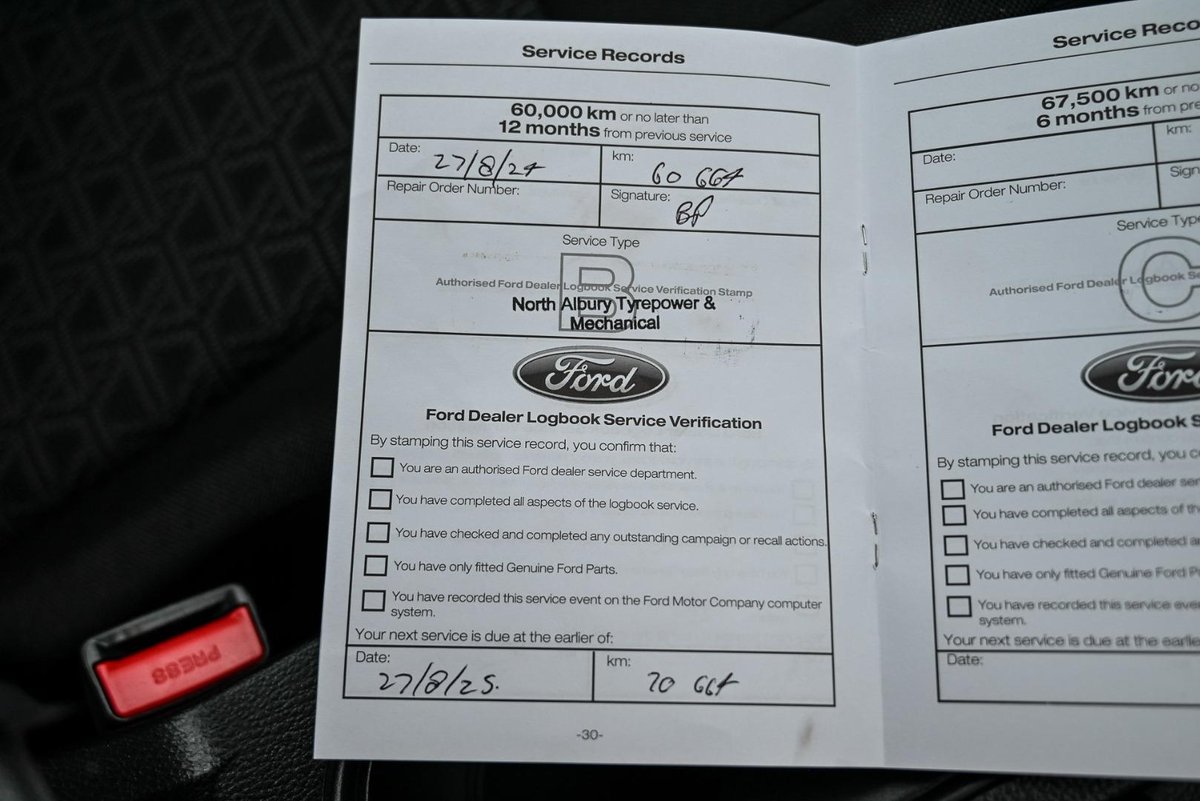 Service Records
60,000 km or no later than
12 months from previous service
Date: 27/8/24
km: 60 664
Repair Order Number:
Signature: BP
Service Type
B
Authorised Ford Dealer Logbook Service Verification Stamp
North Albury Tyrepower &
Mechanical
Ford
Ford Dealer Logbook Service Verification
By stamping this service record, you confirm that:
You are an authorised Ford dealer service department.
You have completed all aspects of the logbook service.
You have checked and completed any outstanding campaign or recall actions.
You have only fitted Genuine Ford Parts.
You have recorded this service event on the Ford Motor Company computer
system.
Your next service is due at the earlier of:
Date: 27/8/25.
km: 70 664
-30-
Service Reco
67,500 km or no
6 months from pre
Date:
km:
Repair Order Number:
Sign
Service Type
C
Authorised Ford Dealer Logbook Se
Ford
Ford Dealer Logbook S
By stamping this service record, you co
You are an authorised Ford dealer ser
You have completed all aspects of th
You have checked and completed a
You have only fitted Genuine Ford P
You have recorded this service eve
system.
Your next service is due at the earlie
Date:
PRESS